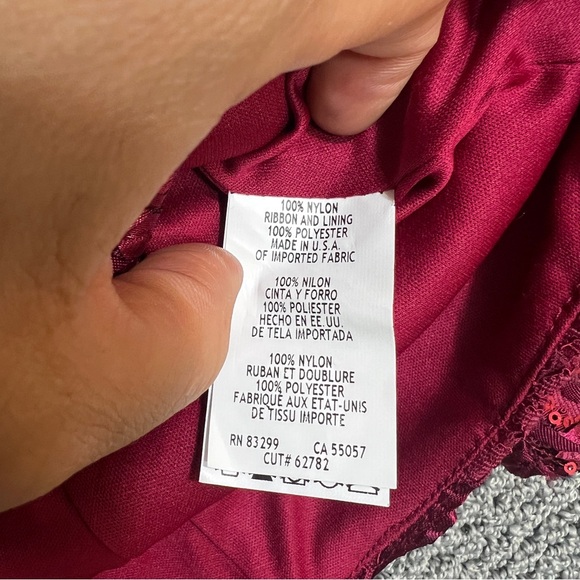 100% NYLON
RIBBON AND LINING
100% POLYESTER
MADE IN U.S.A.
OF IMPORTED FABRIC
100% NILON
CINTA Y FORRO
100% POLIESTER
HECHO EN EE.UU.
DE TELA IMPORTADA
100% NYLON
RUBAN ET DOUBLURE
100% POLYESTER
FABRIQUÉ AUX ETAT-UNIS
DE TISSU IMPORTE
RN 83299 CA 55057
CUT# 62782